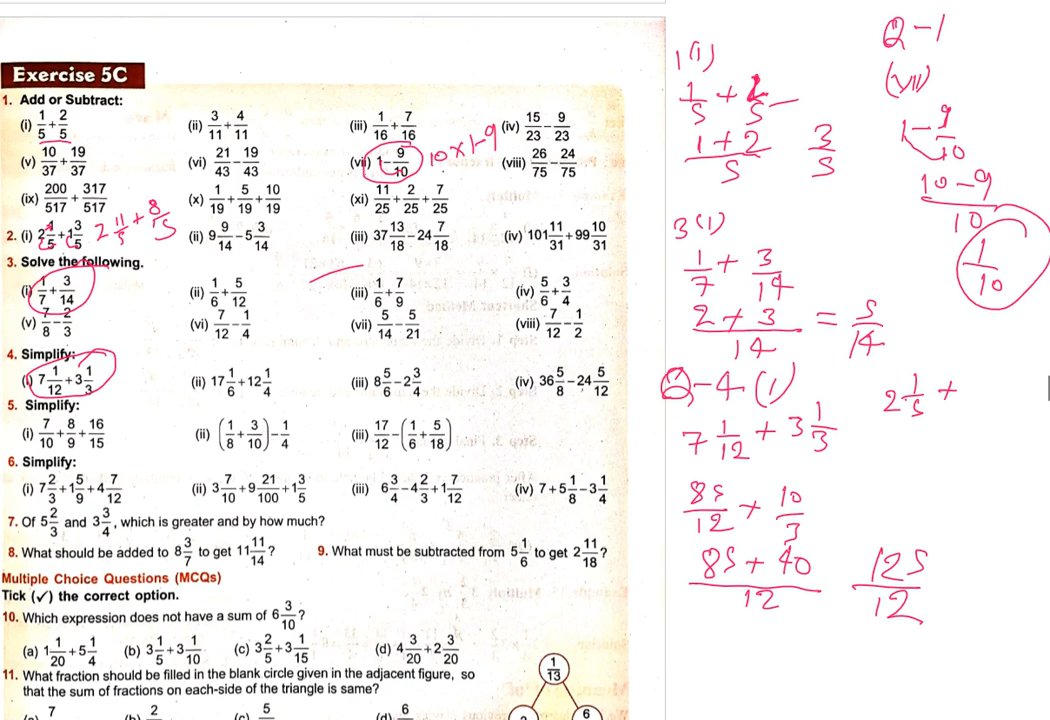 Exercise 5C
1. Add or Subtract:
(i) 1/5 + 2/5 (ii) 3/11 + 4/11 (iii) 1/16 + 7/16 (iv) 15/23 − 9/23
(v) 10/37 + 19/37 (vi) 21/43 − 19/43 (vii) 1 − 9/10 (viii) 26/75 − 24/75
10 × 1 − 9
(ix) 200/517 + 317/517 (x) 1/19 + 5/19 + 10/19 (xi) 11/25 + 2/25 + 7/25
2. (i) 2 1/5 + 1 3/5 (ii) 9 9/14 − 5 3/14 (iii) 37 13/18 − 24 7/18 (iv) 101 11/31 + 99 10/31
11/5 + 8/5
3. Solve the following.
(i) 1/7 + 3/14 (ii) 1/6 + 5/12 (iii) 1/6 + 7/9 (iv) 5/6 + 3/4
(v) 7/8 − 2/3 (vi) 7/12 − 1/4 (vii) 5/14 − 5/21 (viii) 7/12 − 1/2
4. Simplify:
(i) 7 1/12 + 3 1/3 (ii) 17 1/6 + 12 1/4 (iii) 8 5/6 − 2 3/4 (iv) 36 5/8 − 24 5/12
5. Simplify:
(i) 7/10 + 8/9 + 16/15 (ii) (1/8 + 3/10) − 1/4 (iii) 17/12 − (1/6 + 5/18)
6. Simplify:
(i) 7 2/3 + 1 5/9 + 4 7/12 (ii) 3 7/10 + 9 21/100 + 1 3/5 (iii) 6 3/4 − 4 2/3 + 1 7/12 (iv) 7 + 5 1/8 − 3 1/4
7. Of 5 2/3 and 3 3/4, which is greater and by how much?
8. What should be added to 8 3/7 to get 11 11/14? 9. What must be subtracted from 5 1/6 to get 2 11/18?
Multiple Choice Questions (MCQs)
Tick (✓) the correct option.
10. Which expression does not have a sum of 6 3/10?
(a) 1 1/20 + 5 1/4 (b) 3 1/5 + 3 1/10 (c) 3 2/5 + 3 1/15 (d) 4 3/20 + 2 3/20
11. What fraction should be filled in the blank circle given in the adjacent figure, so
that the sum of fractions on each-side of the triangle is same?
1/13
7 2 5 6
6
1(1)
1/5 +
1+2/5 3/5
3(1)
1/7 + 3/14
2+3/14 = 5/14
Q-4(1)
7 1/12 + 3 1/3
85/12 + 10/3
85+40/12 125/12
Q-1
(VII)
1 - 9/10
10-9/10
1/10
2 1/5 +